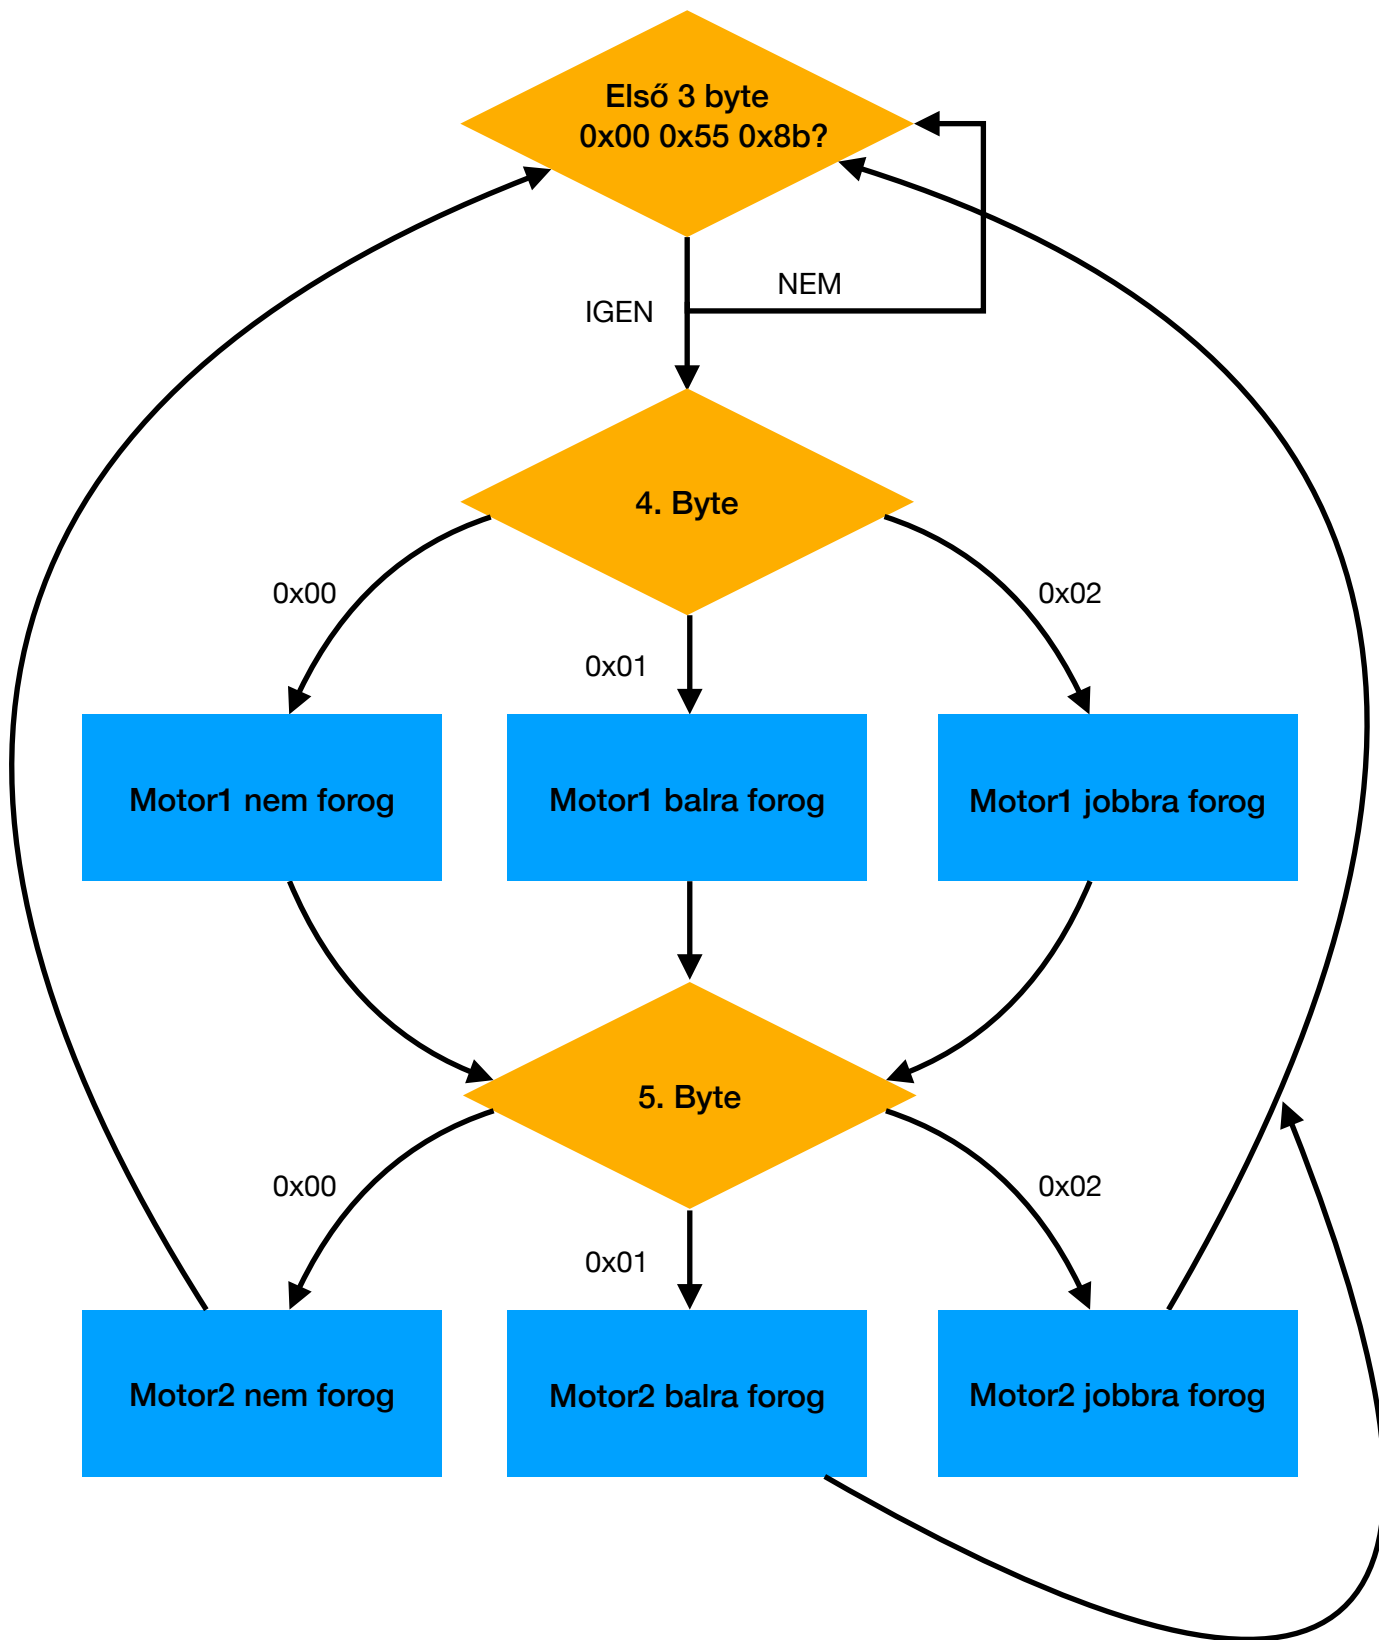 Első 3 byte
0x00 0x55 0x8b?
NEM
IGEN
4. Byte
0x00
0x02
0x01
Motor1 nem forog
Motor1 balra forog
Motor1 jobbra forog
5. Byte
0x00
0x02
0x01
Motor2 nem forog
Motor2 balra forog
Motor2 jobbra forog